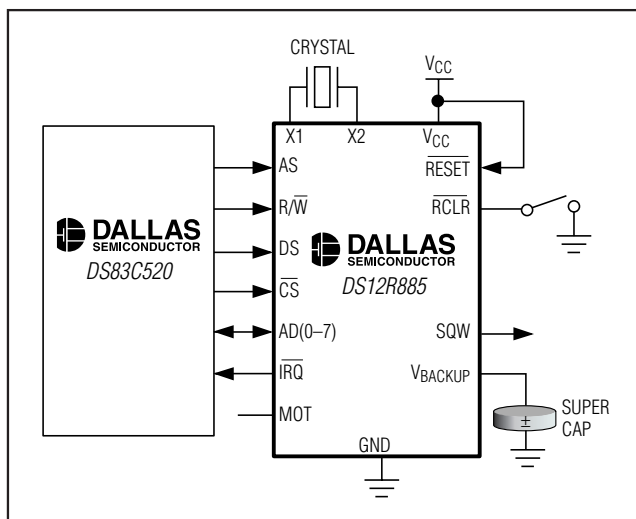 CRYSTAL
VCC
X1
X2
VCC
AS
RESET
R/W
RCLR
DALLAS
SEMICONDUCTOR
DS83C520
DALLAS
SEMICONDUCTOR
DS12R885
DS
CS
AD(0–7)
SQW
IRQ
VBACKUP
MOT
SUPER
CAP
±
GND